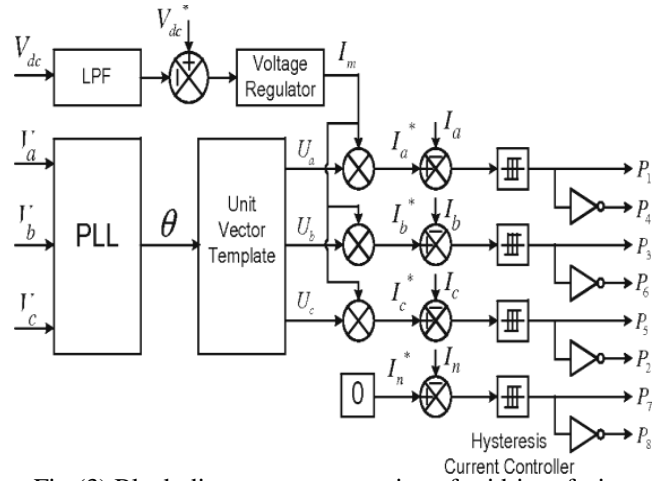 V_dc*
V_dc
LPF
Voltage
Regulator
I_m
V_a
V_b
V_c
PLL
θ
Unit
Vector
Template
U_a
U_b
U_c
I_a*
I_a
P_1
P_4
I_b*
I_b
P_3
P_6
I_c*
I_c
P_5
P_2
0
I_n*
I_n
P_7
P_8
Hysteresis
Current Controller